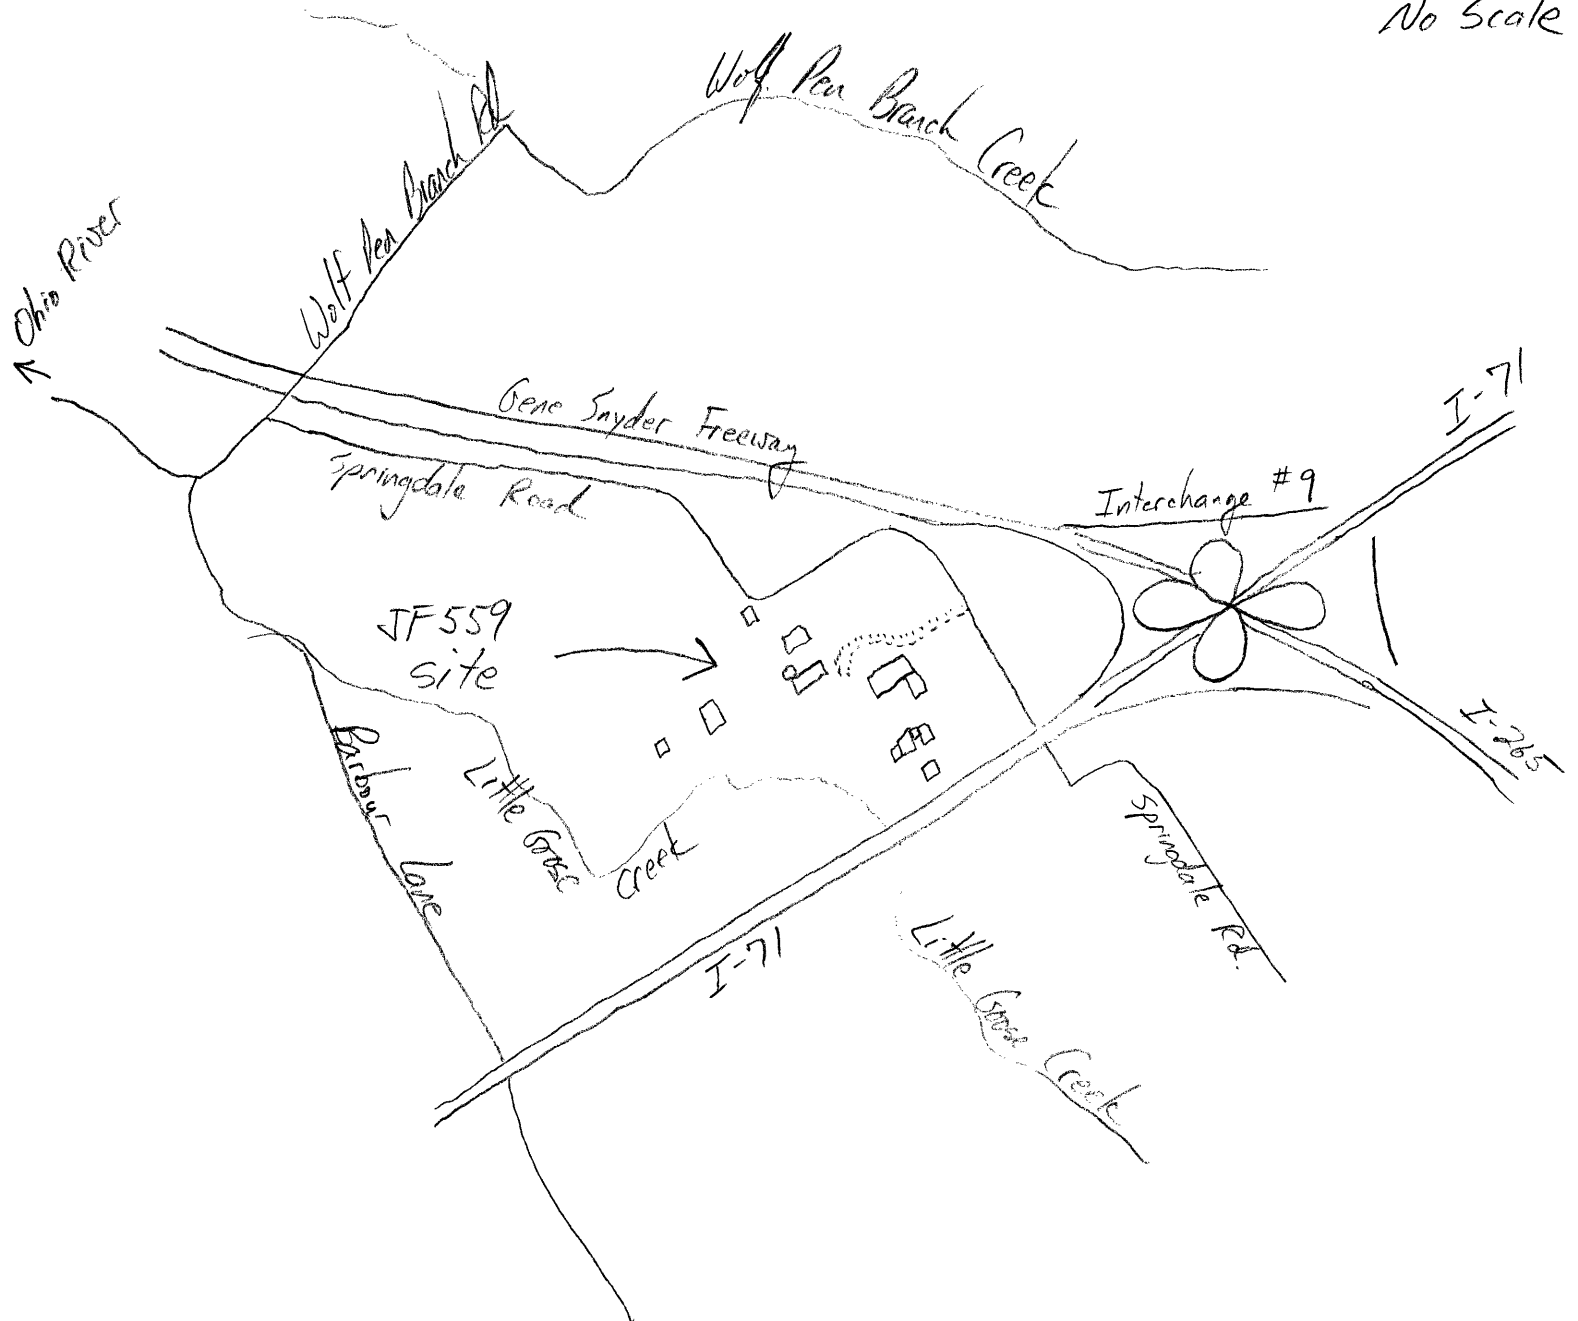 No Scale
Wolf Pen Branch Creek
Wolf Pen Branch Rd
Ohio River
I-71
Gene Snyder Freeway
Interchange #9
Springdale Road
JF559
site
I-265
Barbour Lane
Little Goose Creek
Springdale Rd.
I-71
Little Goose Creek